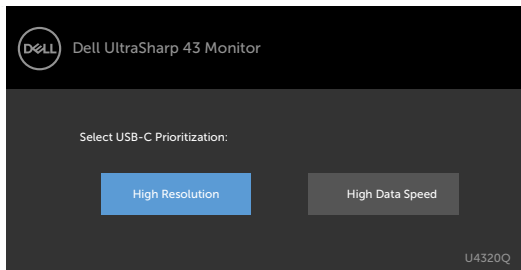 DELL Dell UltraSharp 43 Monitor
Select USB-C Prioritization:
High Resolution High Data Speed
U4320Q